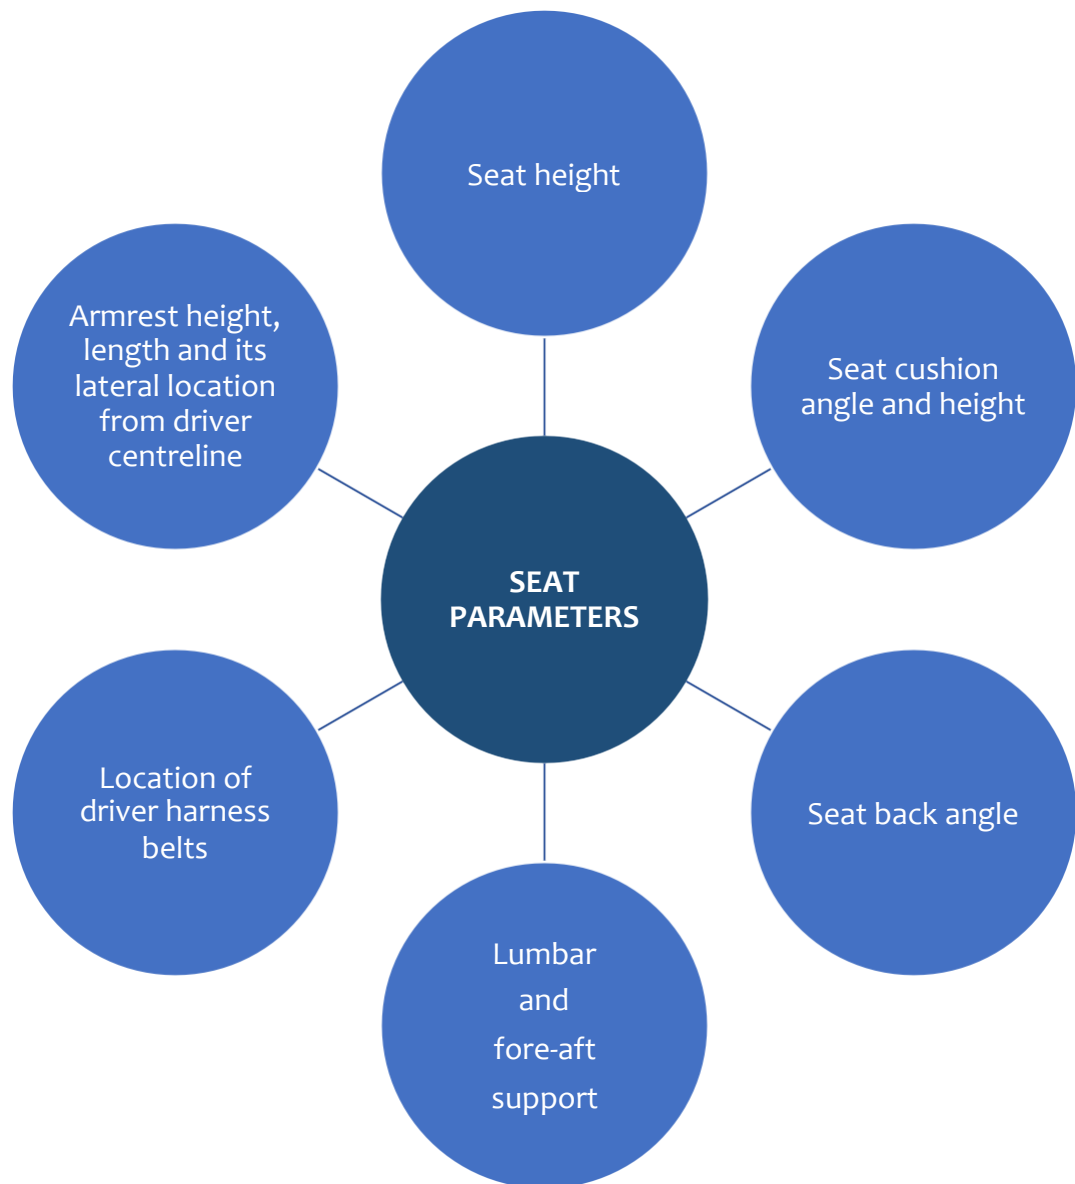 Seat height
Armrest height,
length and its
lateral location
from driver
centreline
Seat cushion
angle and height
SEAT
PARAMETERS
Location of
driver harness
belts
Seat back angle
Lumbar
and
fore-aft
support